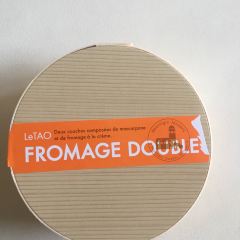 LeTAO Deux couches composées de mascarpone
et de fromage à la crème.
FROMAGE DOUBLE